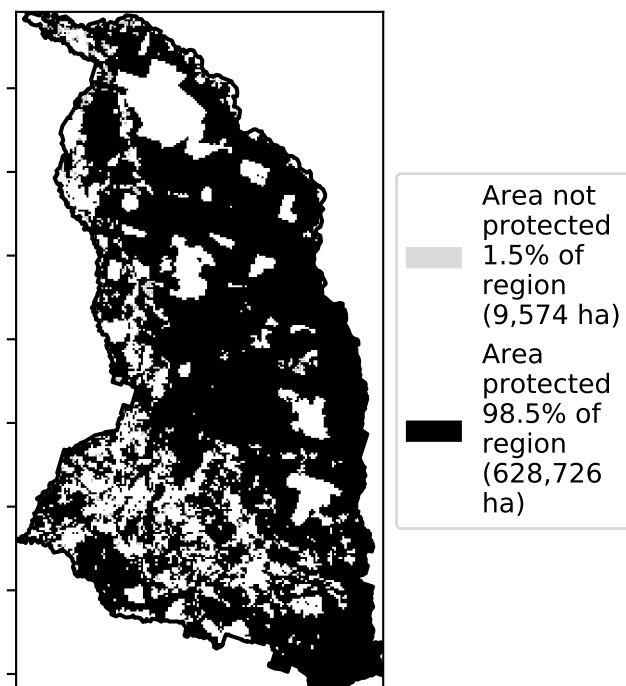 Area not
protected
1.5% of
region
(9,574 ha)
Area
protected
98.5% of
region
(628,726
ha)